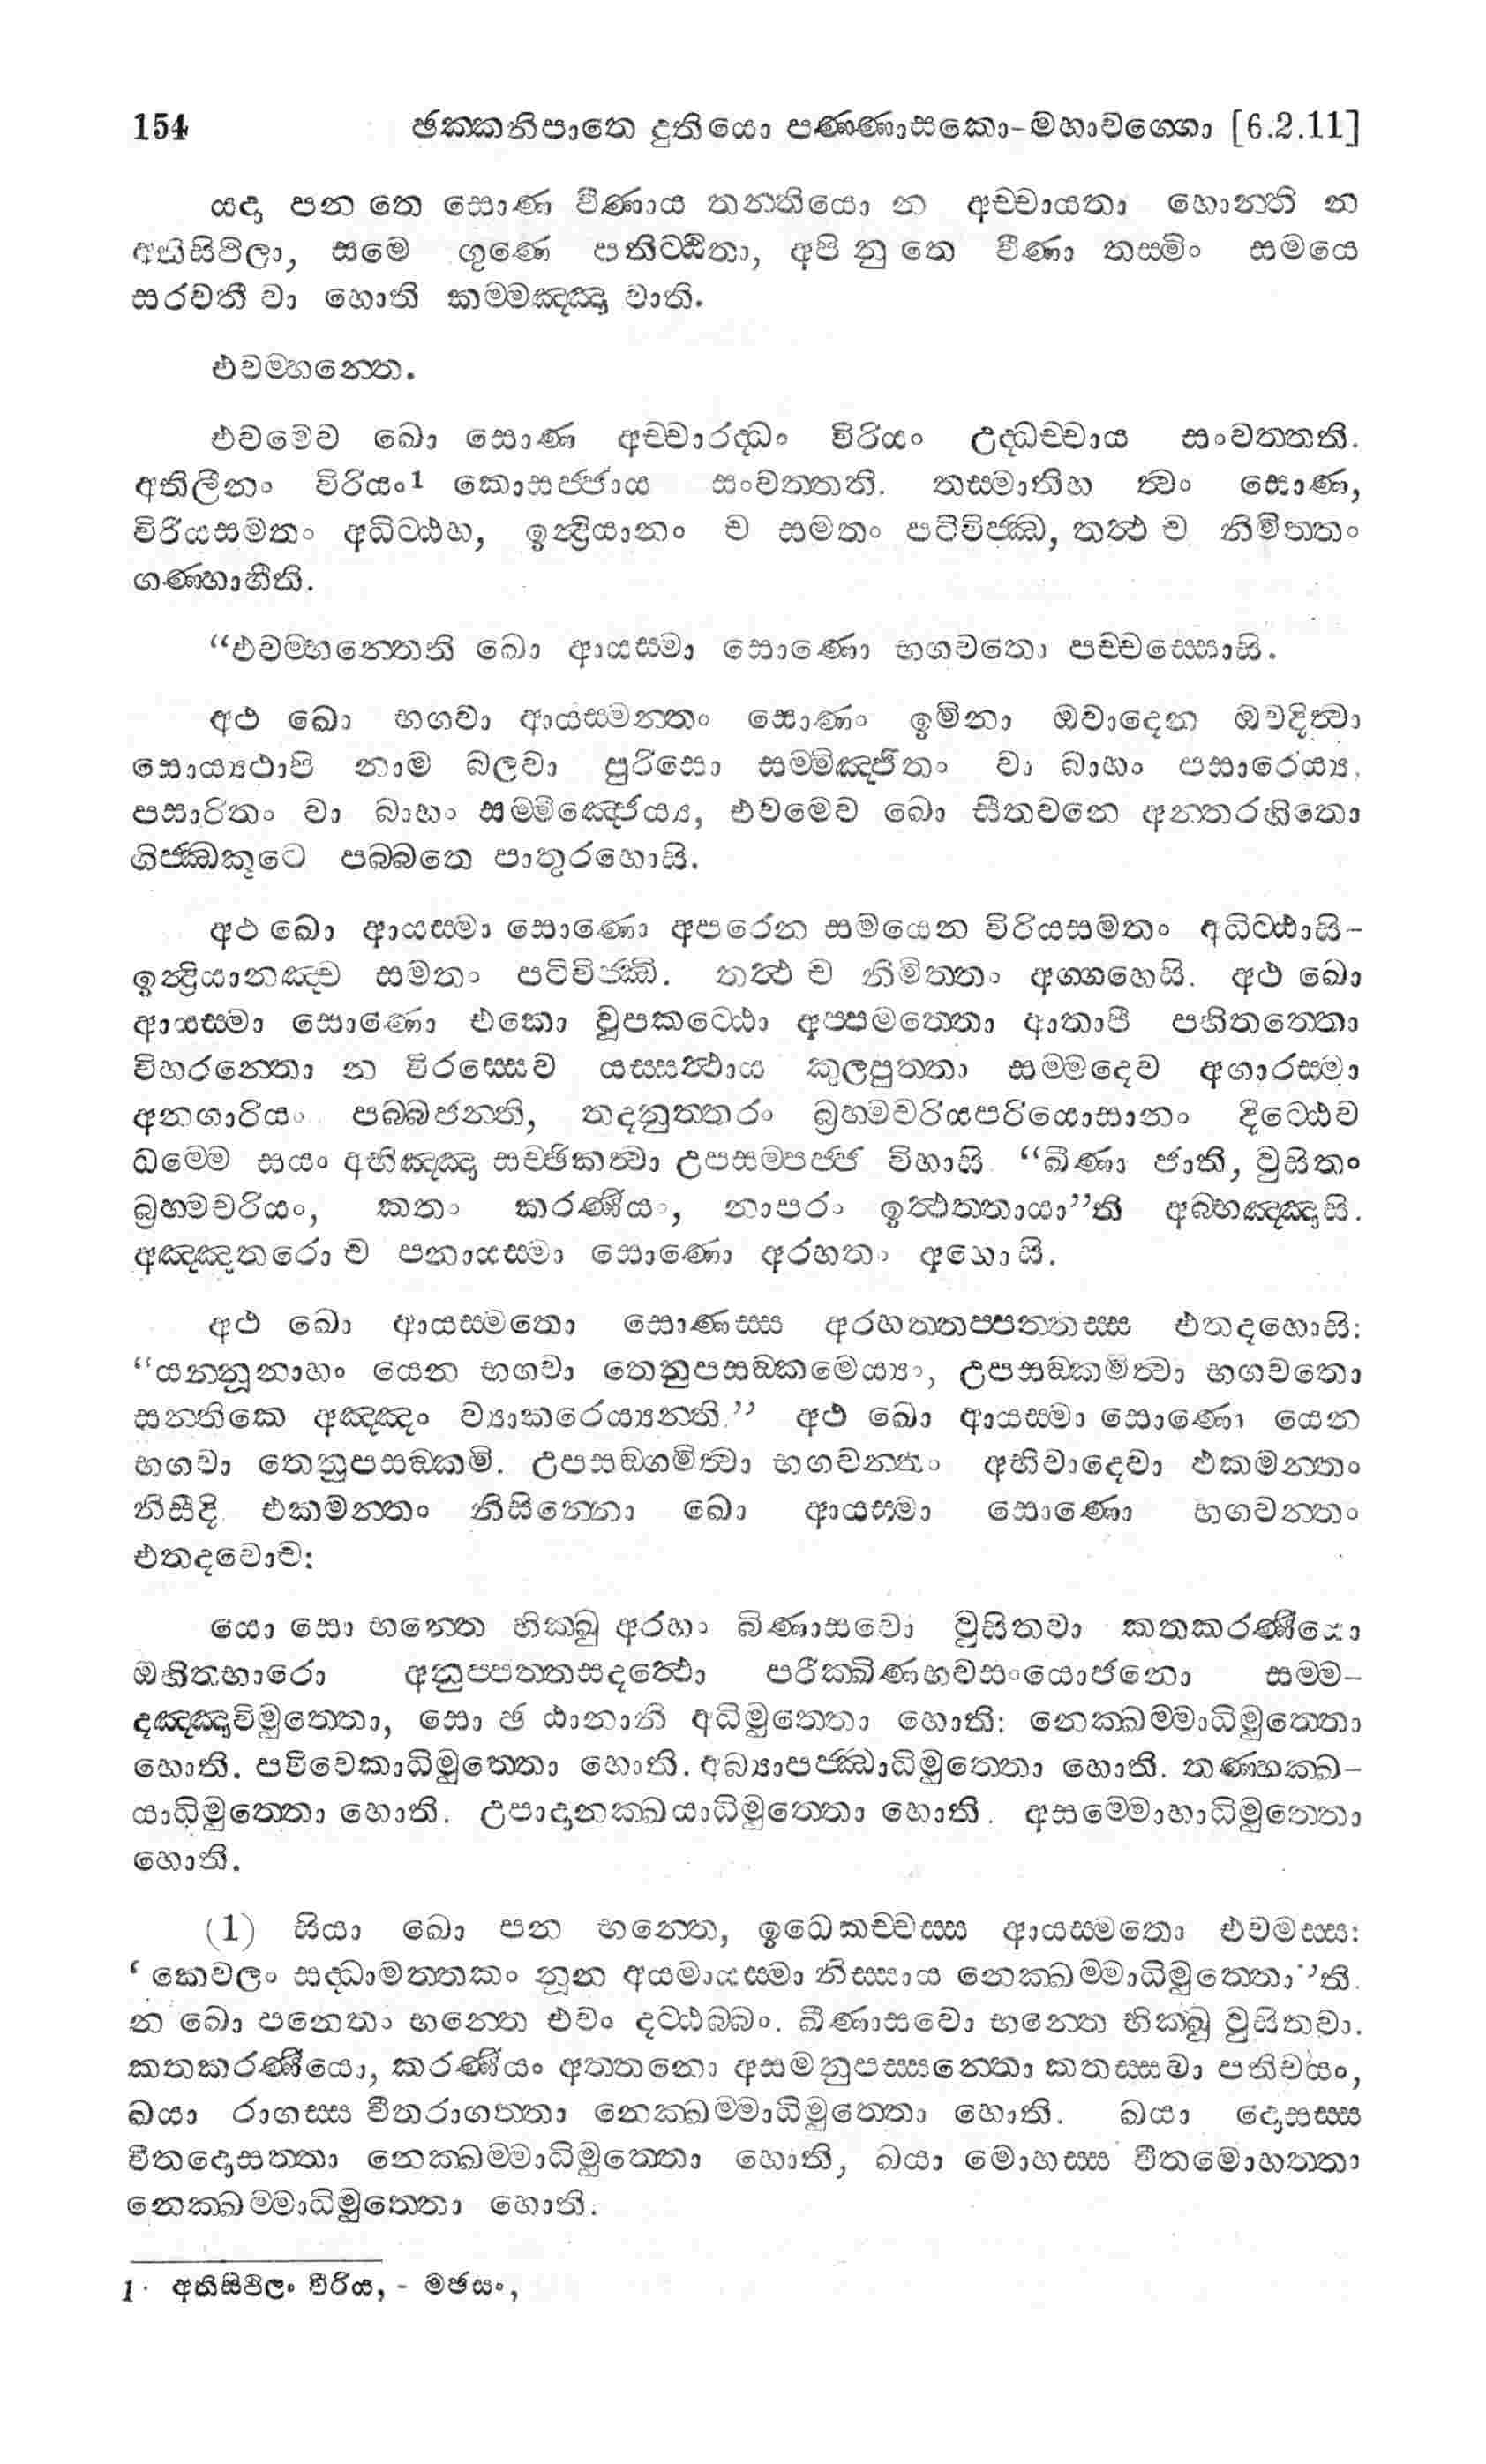 154 ඡක්කනිපාතෙ දුතියො පණ්ණාසකො-මහාවග්ගො [6.2.11]
යදා පන තෙ සොණ වීණාය තන්තියො න අච්චායතා හොන්ති න
අතිසිථිලා, සමෙ ගුණෙ පතිට්ඨිතා, අපි නු තෙ වීණා තස්මිං සමයෙ
සරවතී වා හොති කම්මඤ්ඤා වාති.
එවම්භන්තෙ.
එවමෙව ඛො සොණ අච්චාරද්ධං විරියං උද්ධච්චාය සංවත්තති.
අතිලීනං විරියං1 කොසජ්ජාය සංවත්තති. තස්මාතිහ ත්වං සොණ,
විරියසමතං අධිට්ඨහ, ඉන්ද්‍රියානං ච සමතං පටිවිජ්ඣ, තත්ථ ච නිමිත්තං
ගණ්හාහීති.
“එවම්භන්තෙති ඛො ආයස්මා සොණො භගවතො පච්චස්සොසි.
අථ ඛො භගවා ආයස්මන්තං සොණං ඉමිනා ඔවාදෙන ඔවදිත්වා
සෙය්‍යථාපි නාම බලවා පුරිසො සම්මිඤ්ජිතං වා බාහං පසාරෙය්‍ය,
පසාරිතං වා බාහං සම්මිඤ්ජෙය්‍ය, එවමෙව ඛො සීතවනෙ අන්තරහිතො
ගිජ්ඣකූටෙ පබ්බතෙ පාතුරහොසි.
අථ ඛො ආයස්මා සොණො අපරෙන සමයෙන විරියසමතං අධිට්ඨාසි-
ඉන්ද්‍රියානඤ්ච සමතං පටිවිජ්ඣි. තත්ථ ච නිමිත්තං අග්ගහෙසි. අථ ඛො
ආයස්මා සොණො එකො වූපකට්ඨො අප්පමත්තො ආතාපී පහිතත්තො
විහරන්තො න චිරස්සෙව යස්සත්ථාය කුලපුත්තා සම්මදෙව අගාරස්මා
අනගාරියං පබ්බජන්ති, තදනුත්තරං බ්‍රහ්මචරියපරියොසානං දිට්ඨෙව
ධම්මෙ සයං අභිඤ්ඤා සච්ඡිකත්වා උපසම්පජ්ජ විහාසි. “ඛීණා ජාති, වුසිතං
බ්‍රහ්මචරියං, කතං කරණීයං, නාපරං ඉත්ථත්තායා”ති අබ්භඤ්ඤාසි.
අඤ්ඤතරො ච පනායස්මා සොණො අරහතං අහොසි.
අථ ඛො ආයස්මතො සොණස්ස අරහත්තප්පත්තස්ස එතදහොසි:
“යන්නූනාහං යෙන භගවා තෙනුපසඞ්කමෙය්‍යං, උපසඞ්කමිත්වා භගවතො
සන්තිකෙ අඤ්ඤං ව්‍යාකරෙය්‍යන්ති.” අථ ඛො ආයස්මා සොණො යෙන
භගවා තෙනුපසඞ්කමි. උපසඞ්ගමිත්වා භගවන්තං අභිවාදෙවා එකමන්තං
නිසීදි. එකමන්තං නිසින්නො ඛො ආයස්මා සොණො භගවන්තං
එතදවොච:
යො සො භන්තෙ භික්ඛු අරහං ඛිණාසවො වුසිතවා කතකරණීයො
ඔහිතභාරො අනුප්පත්තසදත්ථො පරික්ඛිණභවසංයොජනො සම්ම-
දඤ්ඤාවිමුත්තො, සො ඡ ඨානානි අධිමුත්තො හොති: නෙක්ඛම්මාධිමුත්තො
හොති. පවිවෙකාධිමුත්තො හොති. අබ්‍යාපජ්ඣාධිමුත්තො හොති. තණ්හක්ඛ-
යාධිමුත්තො හොති. උපාදානක්ඛයාධිමුත්තො හොති. අසම්මොහාධිමුත්තො
හොති.
(1) සියා ඛො පන භන්තෙ, ඉධෙකච්චස්ස ආයස්මතො එවමස්ස:
‘කෙවලං සද්ධාමත්තකං නූන අයමායස්මා නිස්සාය නෙක්ඛම්මාධිමුත්තො”ති.
න ඛො පනෙතං භන්තෙ එවං දට්ඨබ්බං. ඛීණාසවො භන්තෙ භික්ඛූ වුසිතවා.
කතකරණීයො, කරණීයං අත්තනො අසමනුපස්සන්තො කතස්ස වා පතිචයං,
ඛයා රාගස්ස වීතරාගත්තා නෙක්ඛම්මාධිමුත්තො හොති. ඛයා දොසස්ස
වීතදොසත්තා නෙක්ඛම්මාධිමුත්තො හොති, ඛයා මොහස්ස වීතමොහත්තා
නෙක්ඛම්මාධිමුත්තො හොති.
1. අතිසිථිලං වීරිය, - මඡසං,